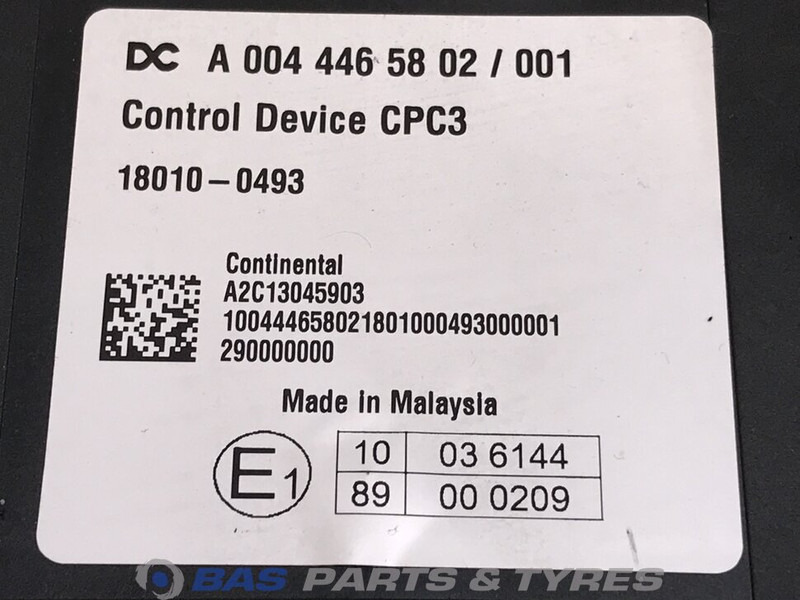 DC A 004 446 58 02 / 001
Control Device CPC3
18010-0493
Continental
A2C13045903
100444658021801000493000001
290000000
Made in Malaysia
E1
10 03 6144
89 00 0209
BAS PARTS & TYRES